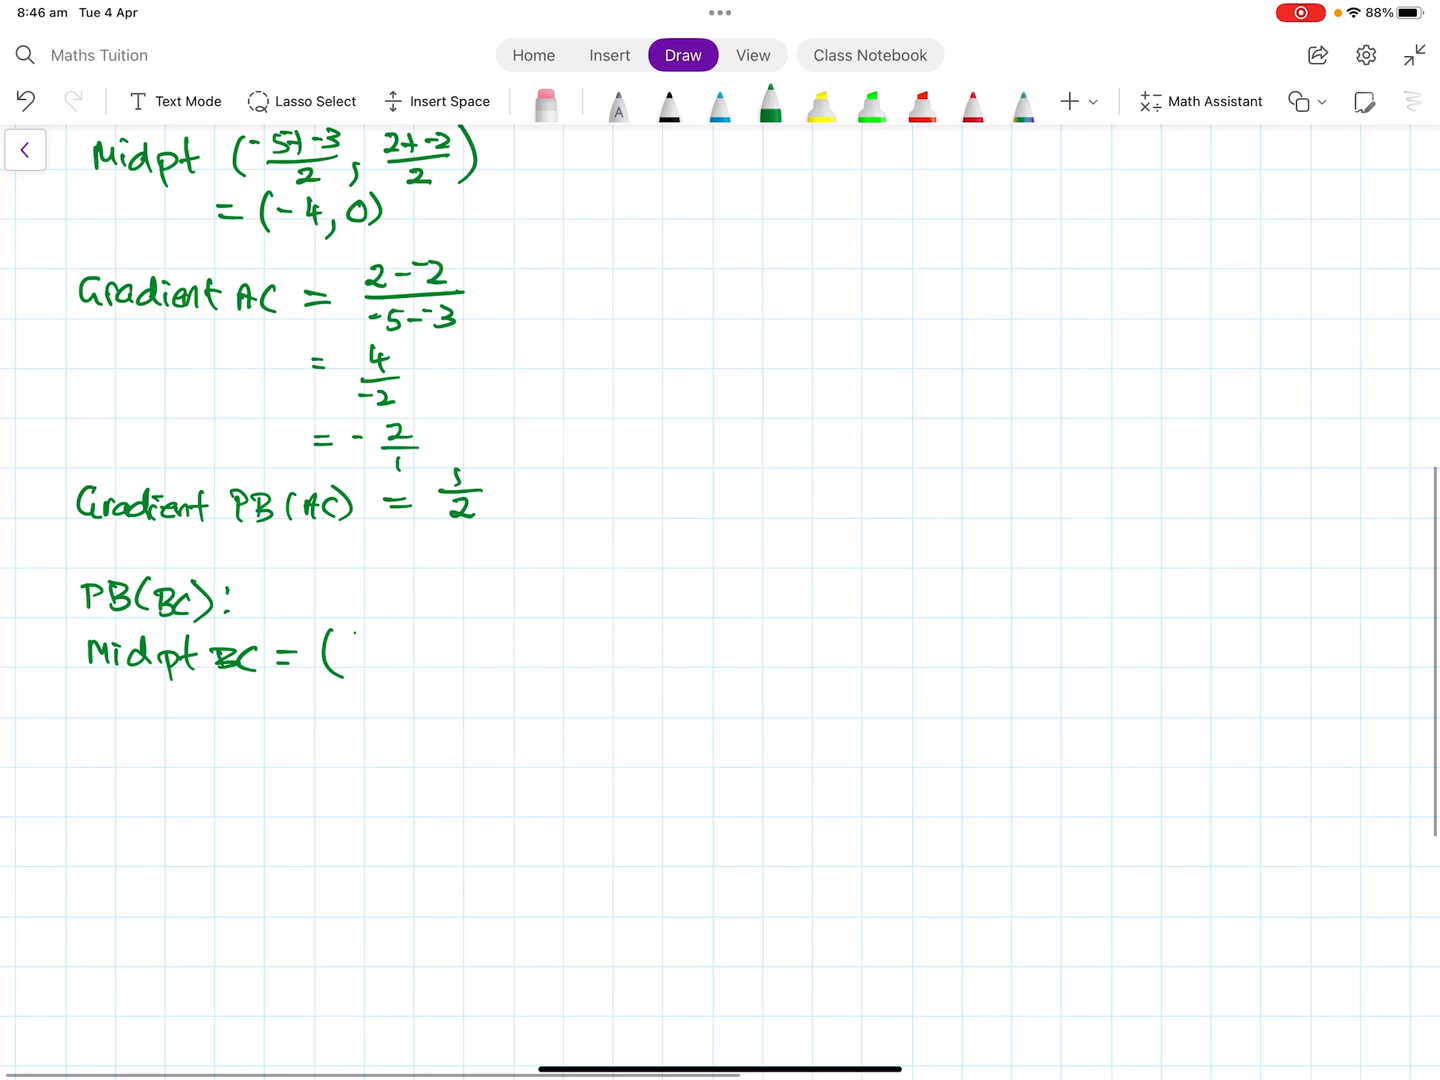 8:46 am Tue 4 Apr
88%
Maths Tuition
Home Insert Draw View Class Notebook
Text Mode Lasso Select Insert Space A Math Assistant
Midpt (-5+-3/2, 2+-2/2)
= (-4, 0)
Gradient AC = 2--2/-5--3
= 4/-2
= -2/1
Gradient PB(AC) = 1/2
PB(BC):
Midpt BC = (